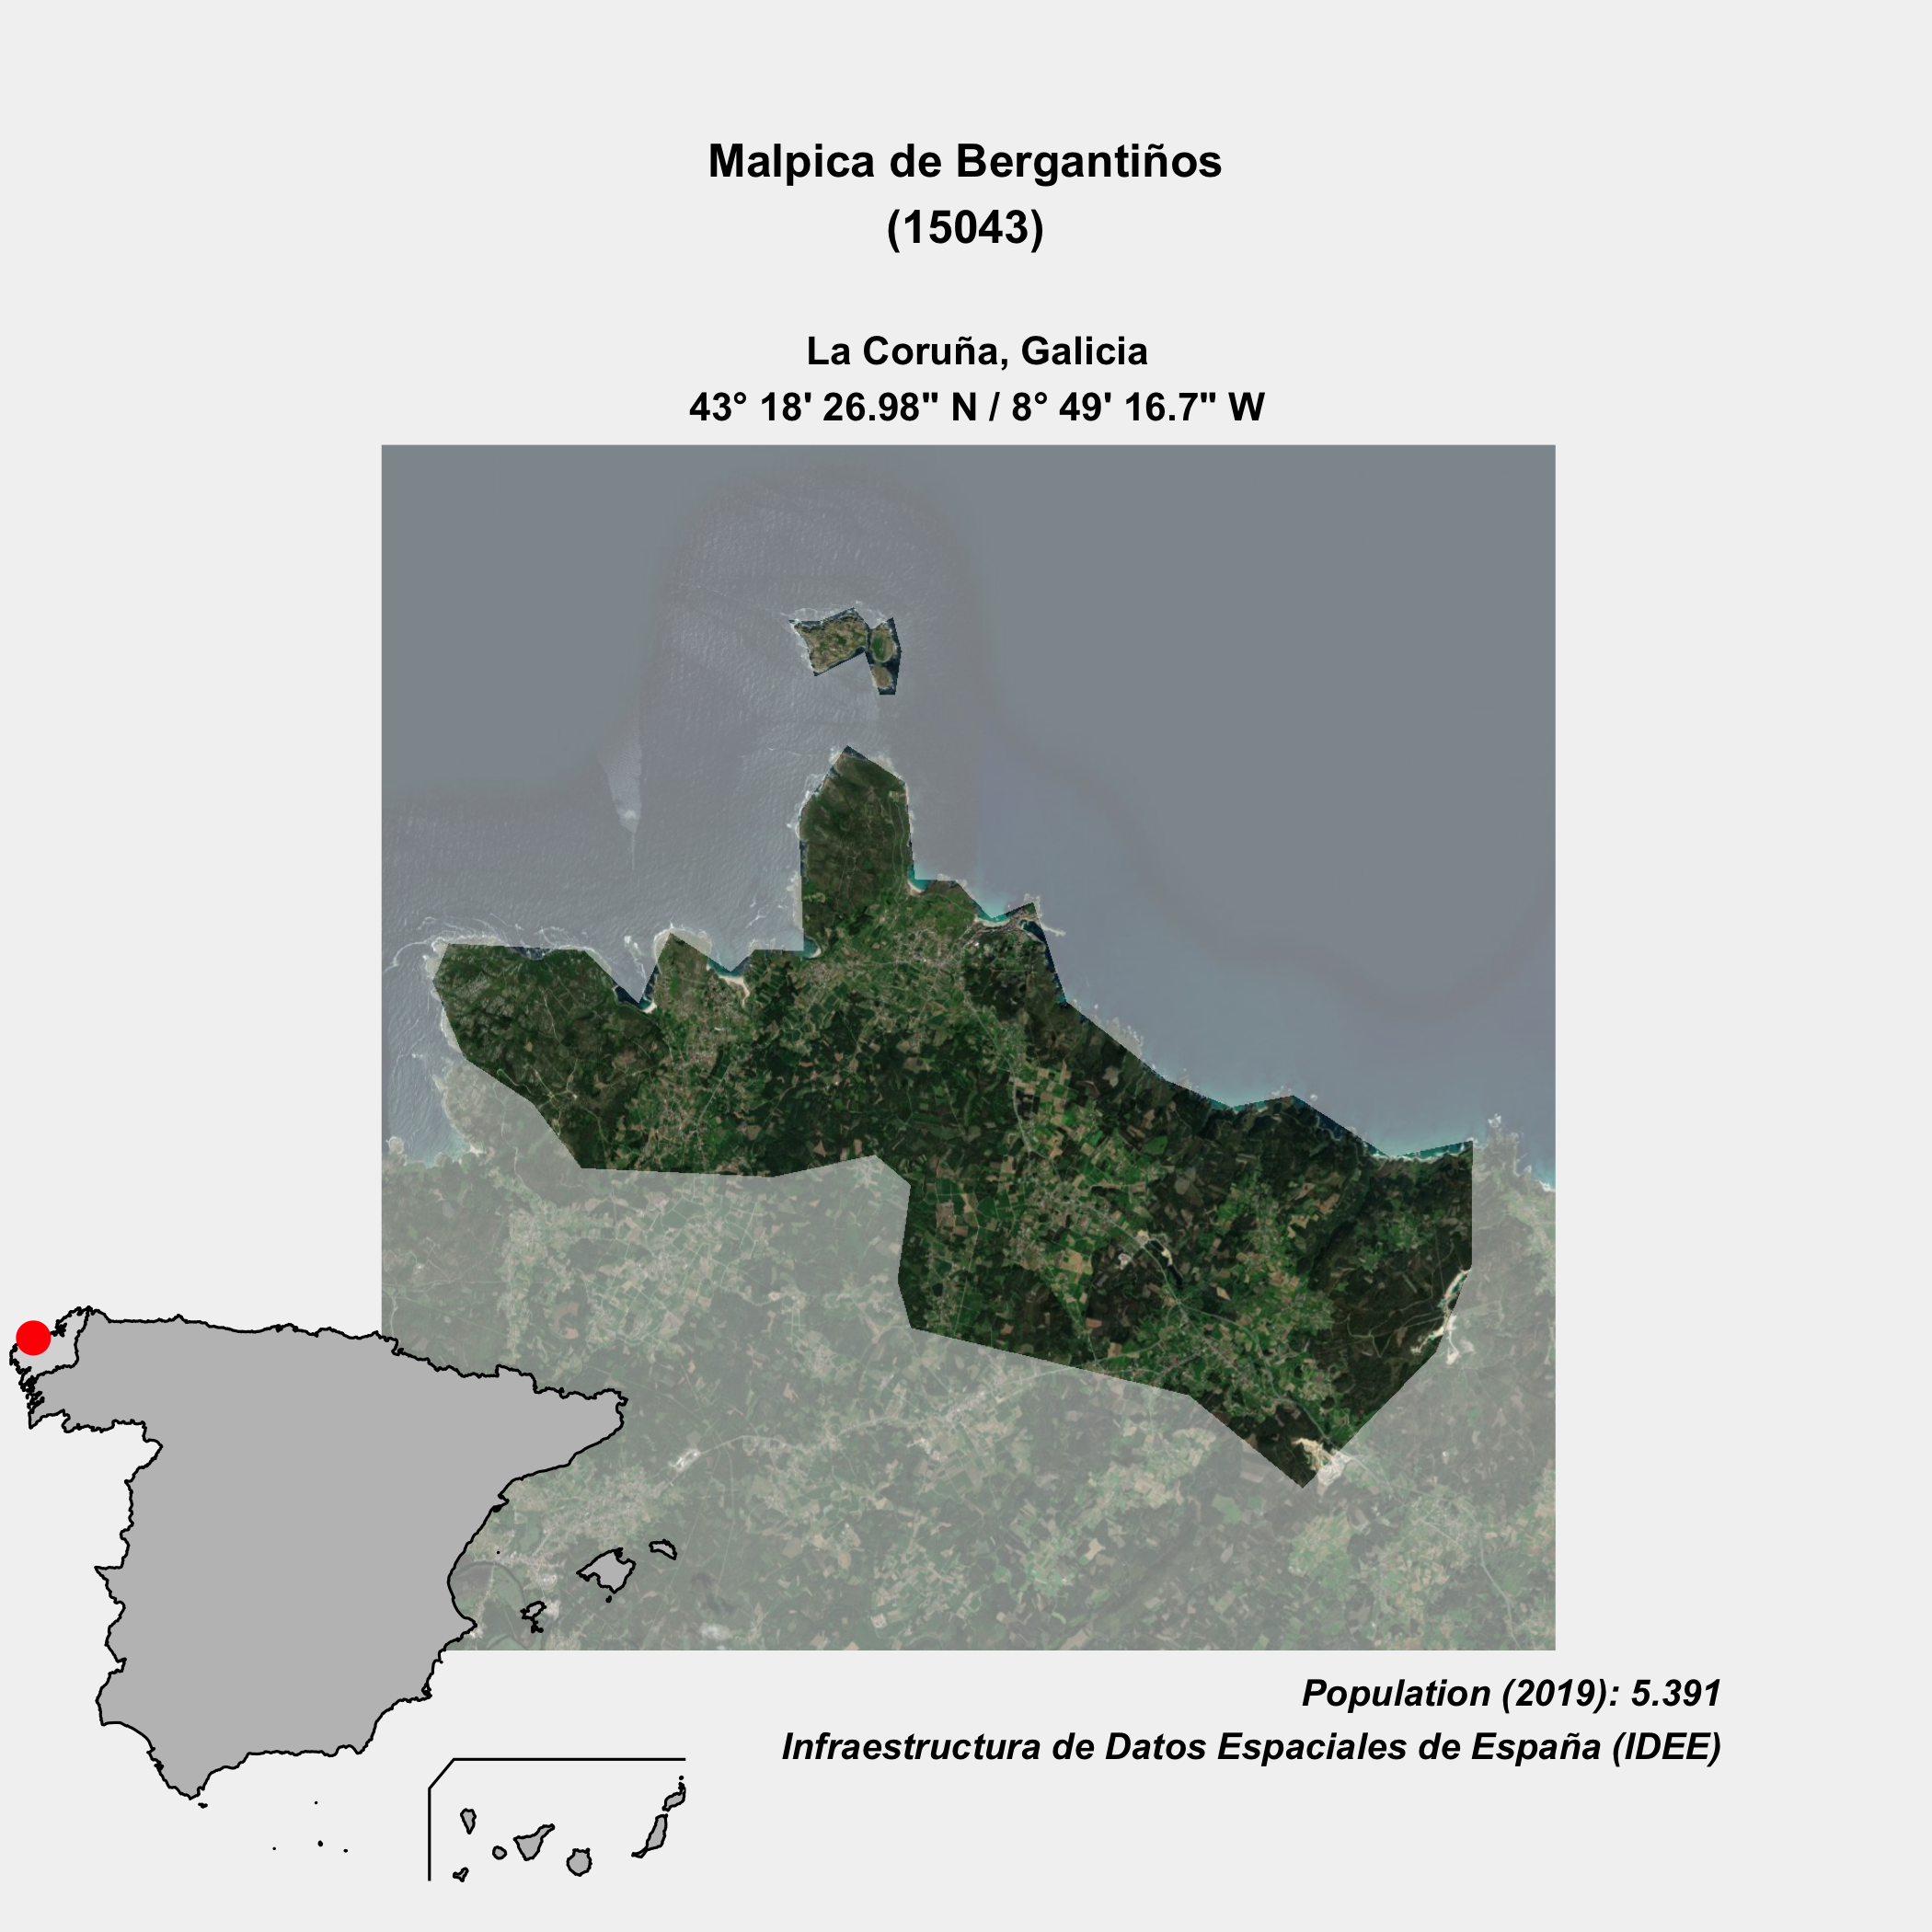 Malpica de Bergantiños
(15043)
La Coruña, Galicia
43° 18' 26.98" N / 8° 49' 16.7" W
Population (2019): 5.391
Infraestructura de Datos Espaciales de España (IDEE)